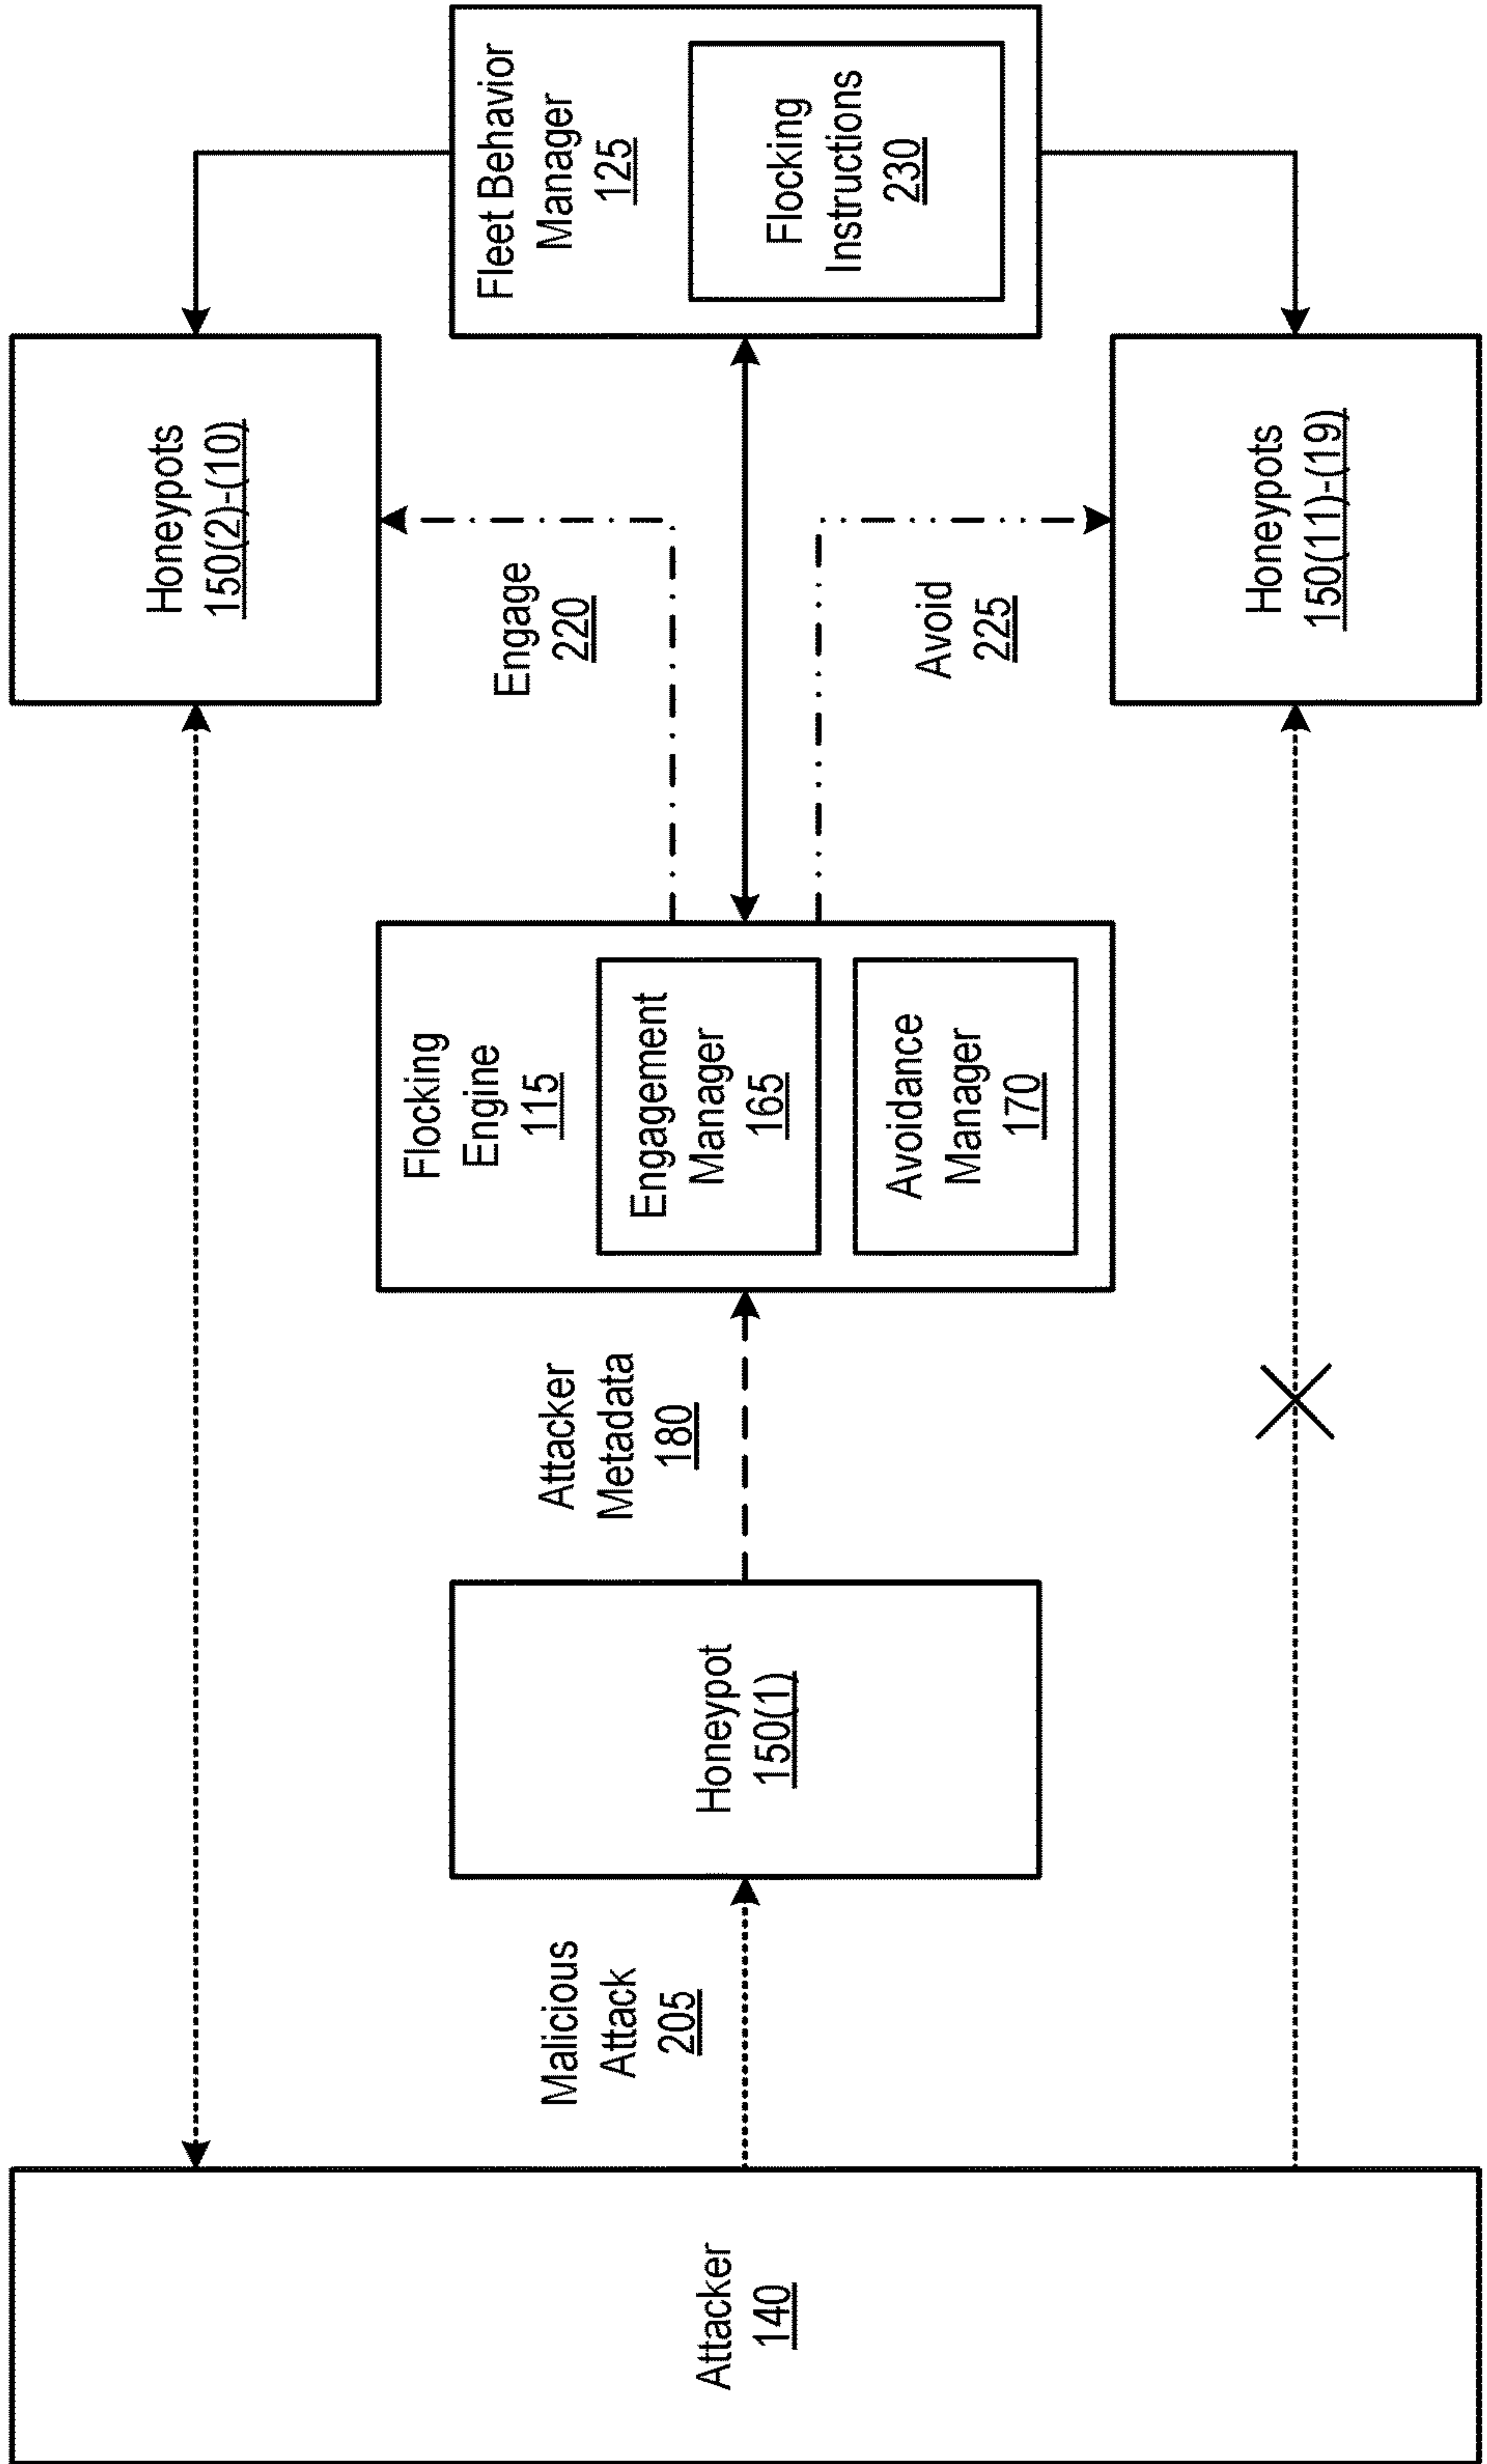 Attacker
140
Malicious
Attack
205
Honeypot
150(1)
Attacker
Metadata
180
Flocking
Engine
115
Engagement
Manager
165
Avoidance
Manager
170
Engage
220
Avoid
225
Honeypots
150(2)-(10)
Honeypots
150(11)-(19)
Fleet Behavior
Manager
125
Flocking
Instructions
230